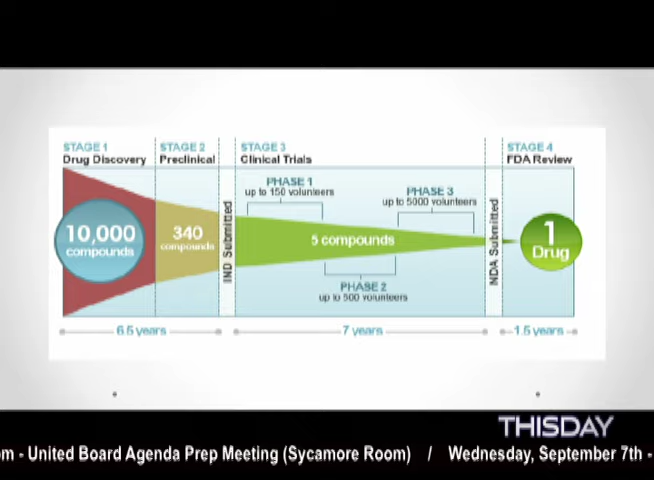 STAGE 1
Drug Discovery
STAGE 2
Preclinical
STAGE 3
Clinical Trials
STAGE 4
FDA Review
PHASE 1
up to 150 volunteers
PHASE 3
up to 5000 volunteers
10,000
compounds
340
compounds
IND Submitted
5 compounds
NDA Submitted
1
Drug
PHASE 2
up to 500 volunteers
6.5 years
7 years
1.5 years
THISDAY
om - United Board Agenda Prep Meeting (Sycamore Room) / Wednesday, September 7th -